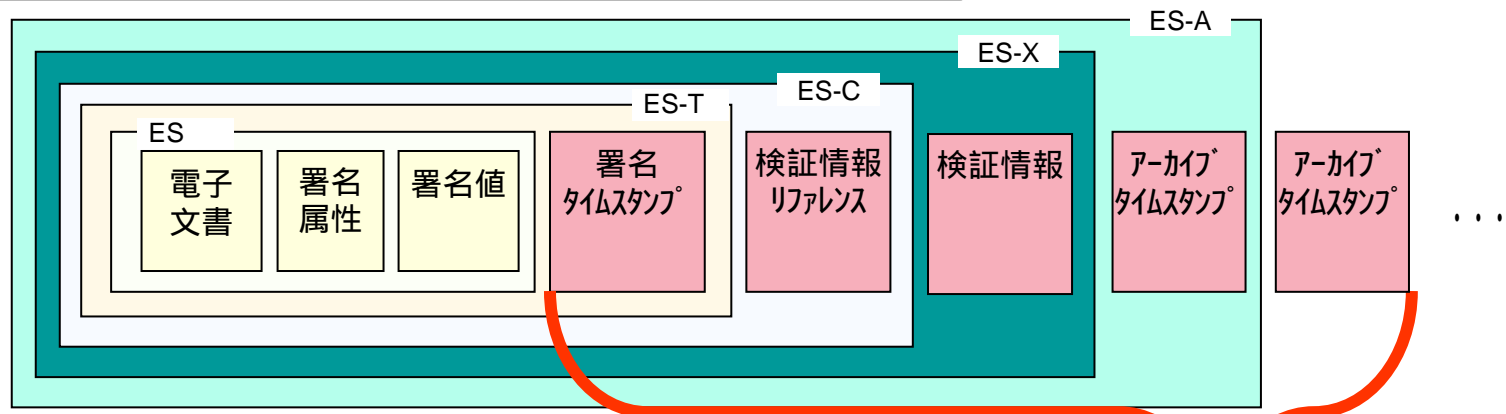 ES-A
ES-X
ES-C
ES-T
ES
電子
文書
署名
属性
署名値
署名
ﾀｲﾑｽﾀﾝﾌﾟ
検証情報
ﾘﾌｧﾚﾝｽ
検証情報
ｱｰｶｲﾌﾞ
ﾀｲﾑｽﾀﾝﾌﾟ
ｱｰｶｲﾌﾞ
ﾀｲﾑｽﾀﾝﾌﾟ
・・・